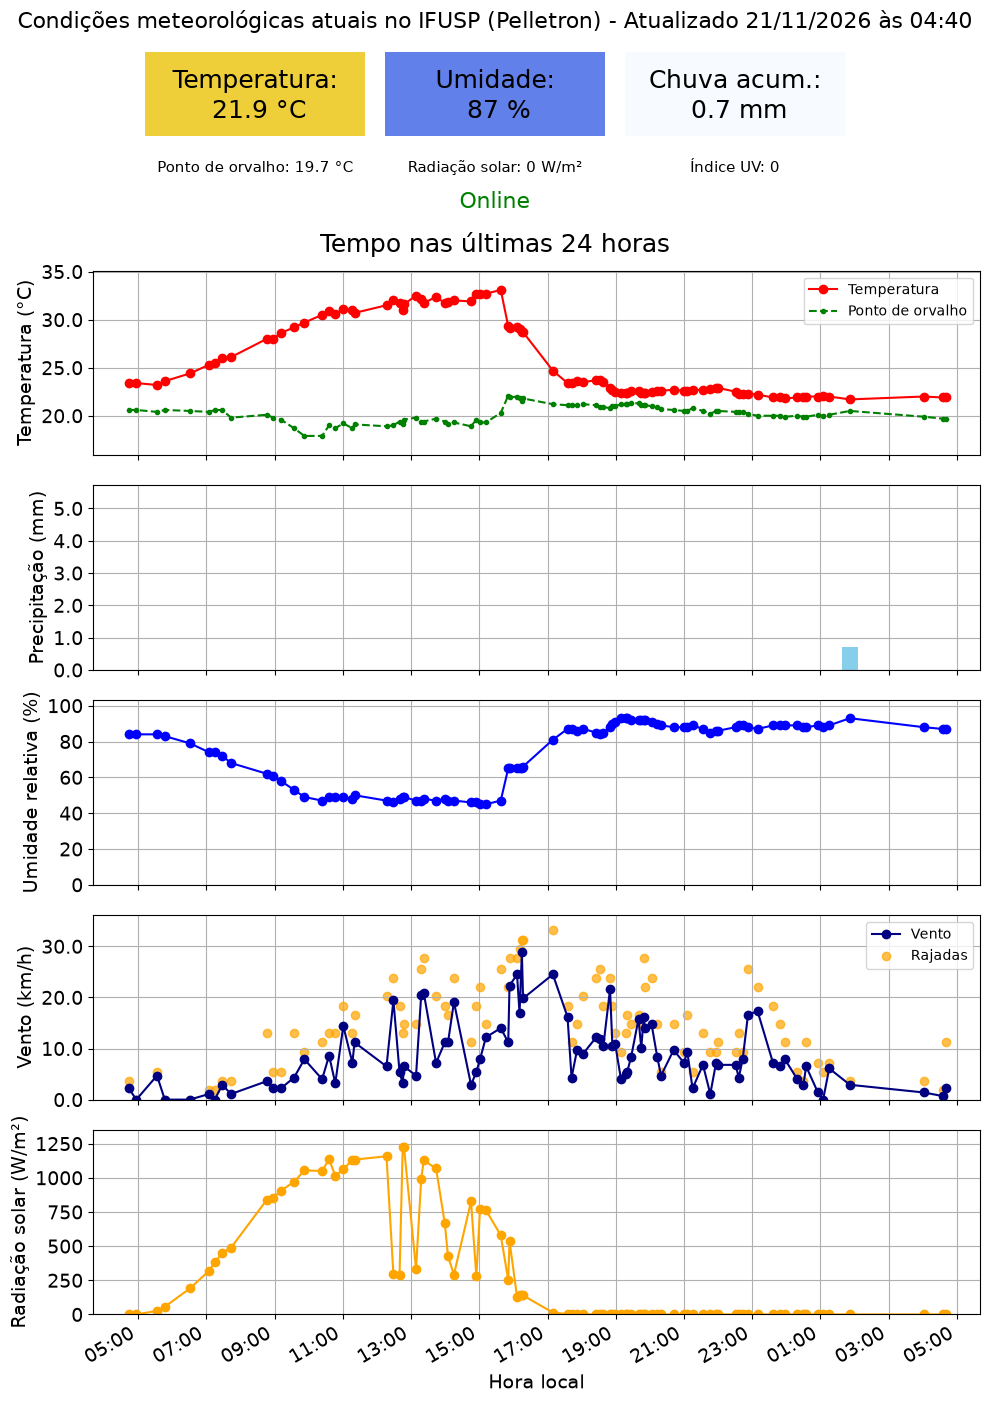 Condições meteorológicas atuais no IFUSP (Pelletron) - Atualizado 21/11/2026 às 04:40
Temperatura:
21.9 °C
Umidade:
87 %
Chuva acum.:
0.7 mm
Ponto de orvalho: 19.7 °C
Radiação solar: 0 W/m²
Índice UV: 0
Online
Tempo nas últimas 24 horas
Temperatura (°C)
35.0
30.0
25.0
20.0
Temperatura
Ponto de orvalho
Precipitação (mm)
5.0
4.0
3.0
2.0
1.0
0.0
Umidade relativa (%)
100
80
60
40
20
0
Vento (km/h)
30.0
20.0
10.0
0.0
Vento
Rajadas
Radiação solar (W/m²)
1250
1000
750
500
250
0
05:00
07:00
09:00
11:00
13:00
15:00
17:00
19:00
21:00
23:00
01:00
03:00
05:00
Hora local